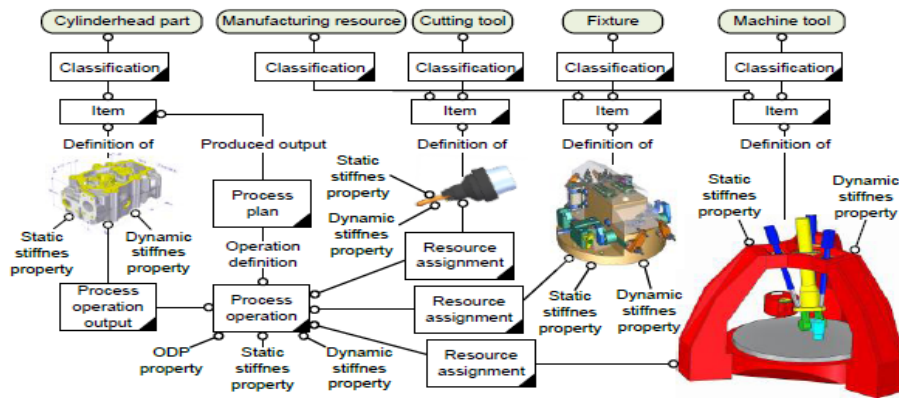 Cylinderhead part
Manufacturing resource
Cutting tool
Fixture
Machine tool
Classification
Classification
Classification
Classification
Classification
Item
Item
Item
Item
Definition of
Produced output
Definition of
Definition of
Definition of
Static
stiffnes
property
Dynamic
stiffnes
property
Process
plan
Static
stiffnes
property
Dynamic
stiffnes
property
Static
stiffnes
property
Dynamic
stiffnes
property
Operation
definition
Resource
assignment
Static
stiffnes
property
Dynamic
stiffnes
property
Process
operation
output
Process
operation
Resource
assignment
ODP
property
Static
stiffnes
property
Dynamic
stiffnes
property
Resource
assignment